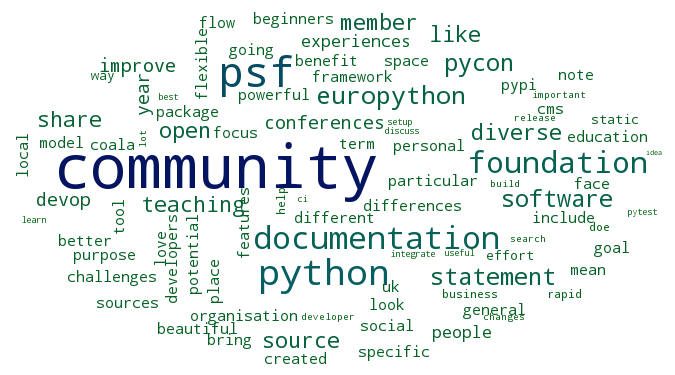 flow
beginners
member
like
experiences
going
benefit
space
pycon
flexible
improve
way
psf
framework
note
year
best
powerful
europython
pypi
important
cms
package
share
open
focus
conferences
setup
discuss
diverse
release
static
education
local
model
coala
lot
term
personal
foundation
idea
community
particular
build
software
face
devop
teaching
help
ci
differences
include
pytest
learn
tool
features
different
doe
better
love
developers
potential
documentation
search
goal
purpose
place
integrate
useful
effort
challenges
python
statement
mean
uk
business
rapid
sources
look
general
organisation
developer
changes
beautiful
social
people
bring
source
created
specific